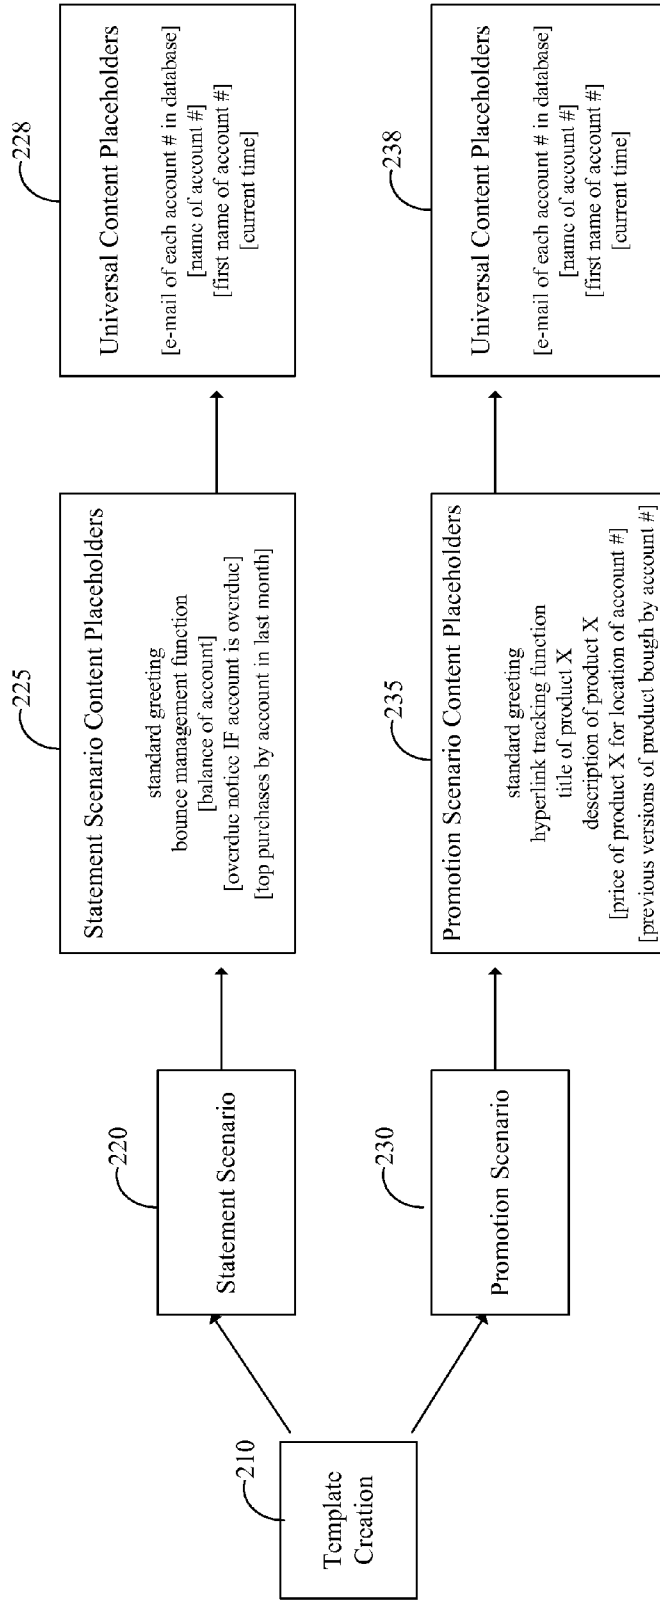 210
Template
Creation
220
Statement Scenario
225
Statement Scenario Content Placeholders
standard greeting
bounce management function
[balance of account]
[overdue notice IF account is overdue]
[top purchases by account in last month]
228
Universal Content Placeholders
[e-mail of each account # in database]
[name of account #]
[first name of account #]
[current time]
230
Promotion Scenario
235
Promotion Scenario Content Placeholders
standard greeting
hyperlink tracking function
title of product X
description of product X
[price of product X for location of account #]
[previous versions of product bough by account #]
238
Universal Content Placeholders
[e-mail of each account # in database]
[name of account #]
[first name of account #]
[current time]